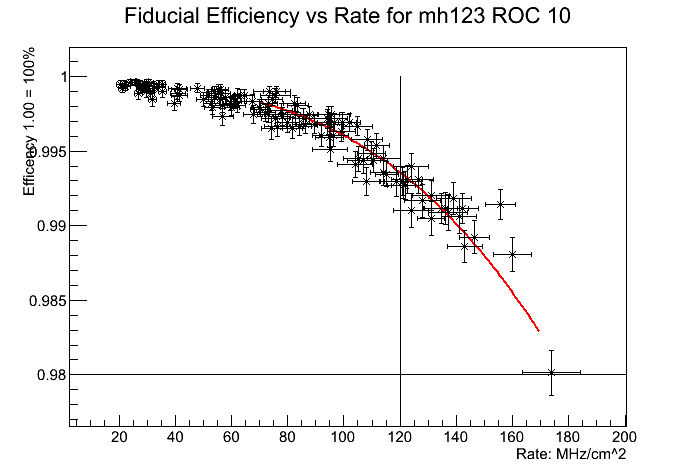 Fiducial Efficiency vs Rate for mh123 ROC 10
Efficency 1.00 = 100%
1
0.995
0.99
0.985
0.98
20 40 60 80 100 120 140 160 180 200
Rate: MHz/cm^2